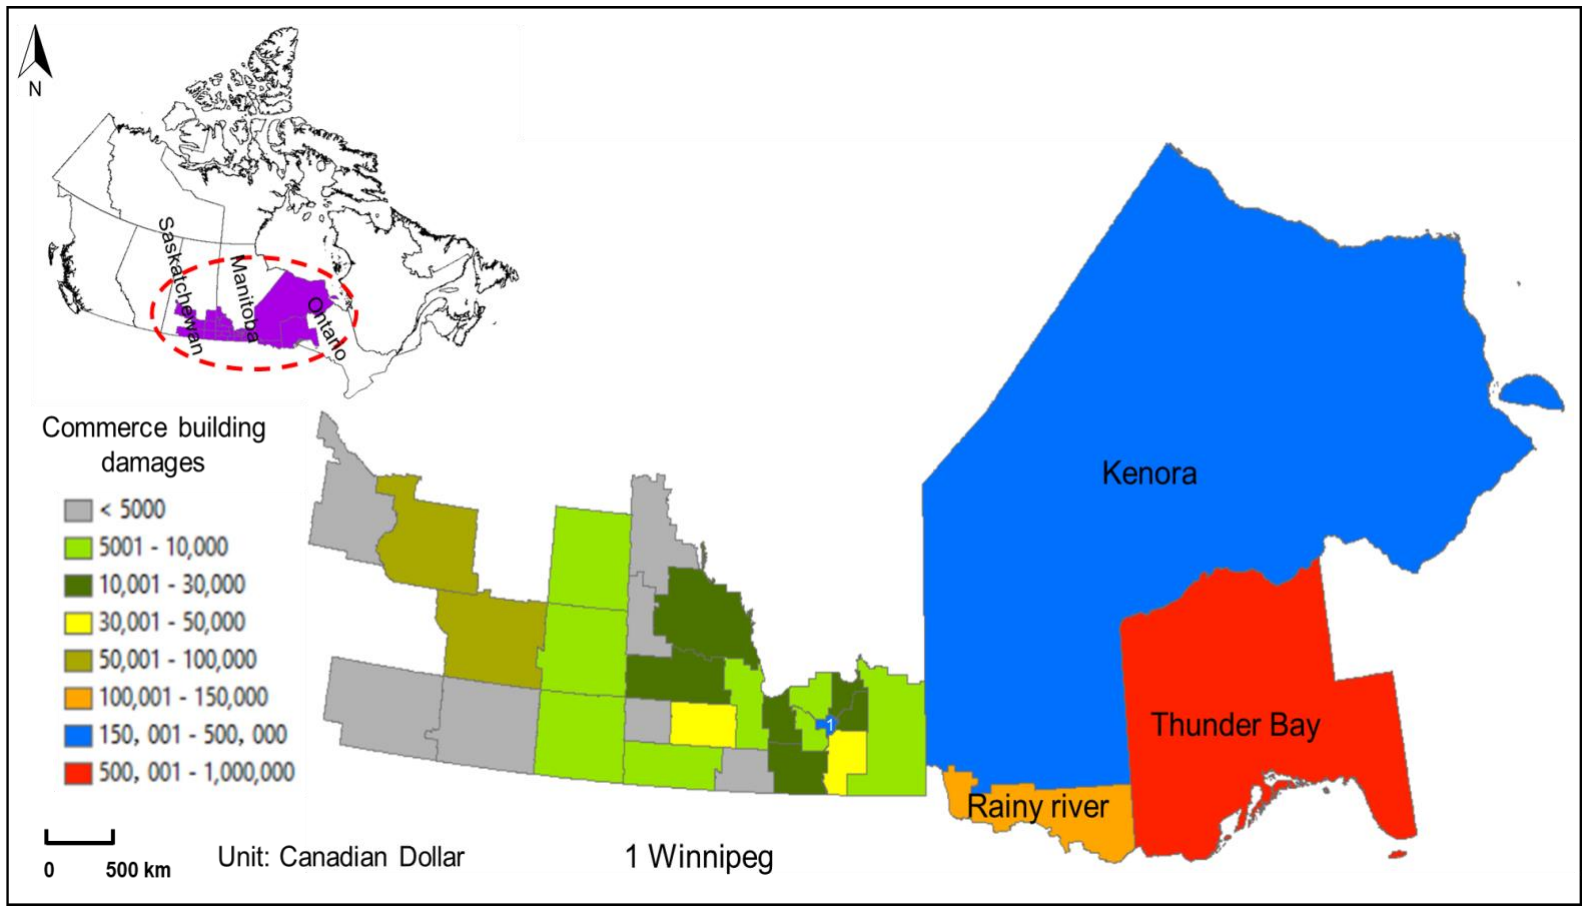 N
Saskatchewan
Manitoba
Ontario
Commerce building
damages
< 5000
5001 - 10,000
10,001 - 30,000
30,001 - 50,000
50,001 - 100,000
100,001 - 150,000
150, 001 - 500, 000
500, 001 - 1,000,000
Kenora
Thunder Bay
1
Rainy river
0 500 km
Unit: Canadian Dollar
1 Winnipeg